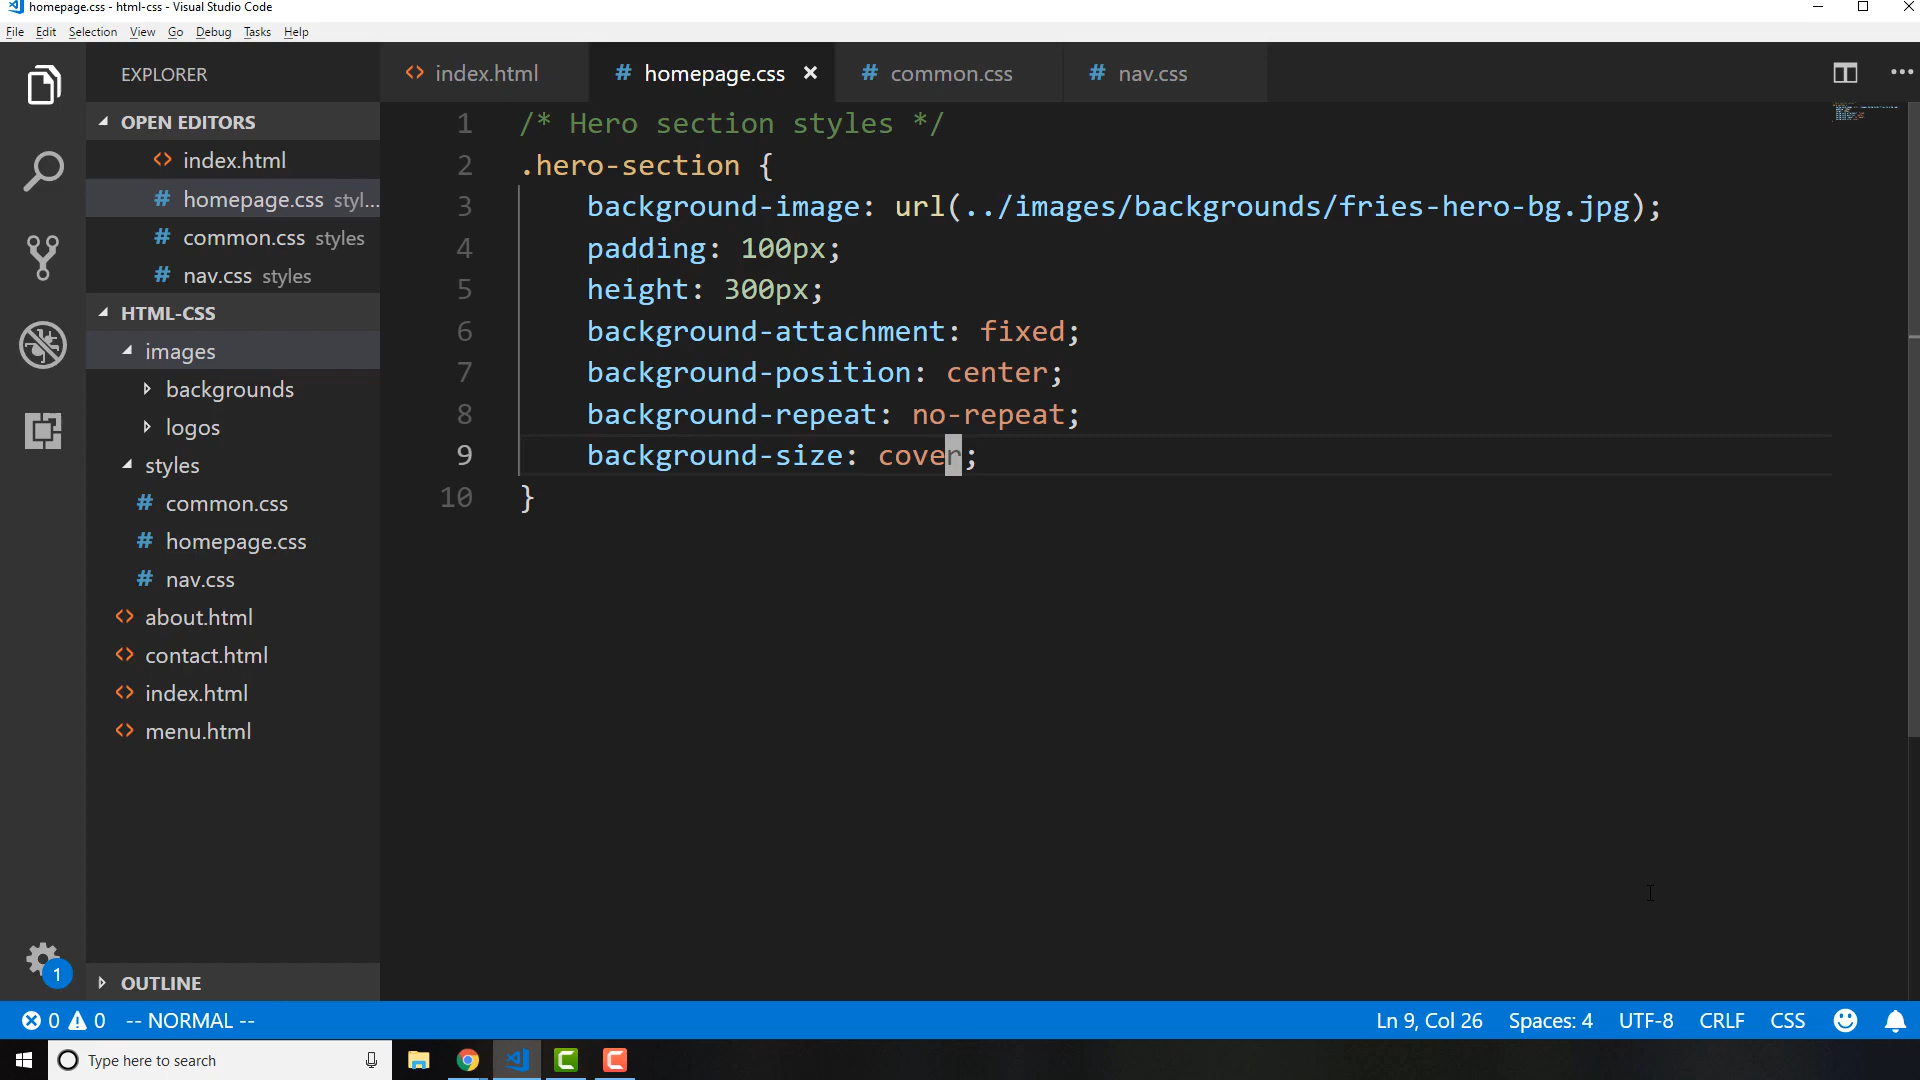 homepage.css - html-css - Visual Studio Code
File Edit Selection View Go Debug Tasks Help
EXPLORER
index.html
homepage.css
common.css
nav.css
OPEN EDITORS
index.html
homepage.css styl...
common.css styles
nav.css styles
HTML-CSS
images
backgrounds
logos
styles
common.css
homepage.css
nav.css
about.html
contact.html
index.html
menu.html
OUTLINE
1
1 /* Hero section styles */
2 .hero-section {
3 background-image: url(../images/backgrounds/fries-hero-bg.jpg);
4 padding: 100px;
5 height: 300px;
6 background-attachment: fixed;
7 background-position: center;
8 background-repeat: no-repeat;
9 background-size: cover;
10 }
0 0 -- NORMAL -- Ln 9, Col 26 Spaces: 4 UTF-8 CRLF CSS
Type here to search